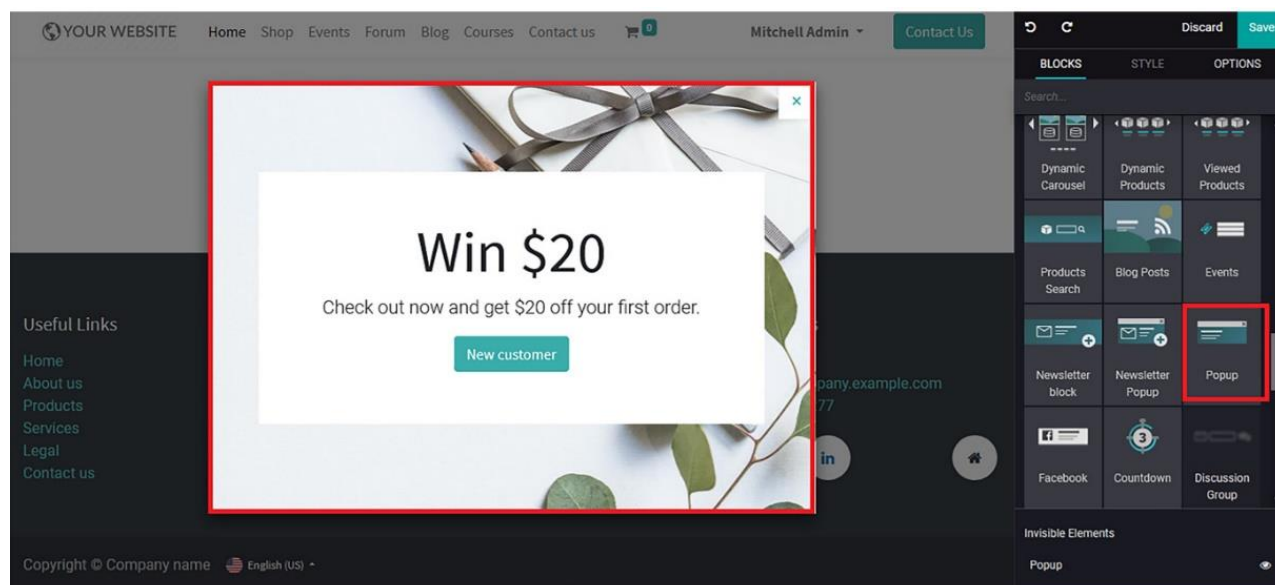 YOUR WEBSITE Home Shop Events Forum Blog Courses Contact us 0 Mitchell Admin Contact Us
Discard Save
BLOCKS STYLE OPTIONS
Search...
Dynamic Carousel
Dynamic Products
Viewed Products
Products Search
Blog Posts
Events
Newsletter block
Newsletter Popup
Popup
Facebook
3
Countdown
Discussion Group
Invisible Elements
Popup
×
Win $20
Check out now and get $20 off your first order.
New customer
Useful Links
Home
About us
Products
Services
Legal
Contact us
pany.example.com
77
in
Copyright © Company name English (US)